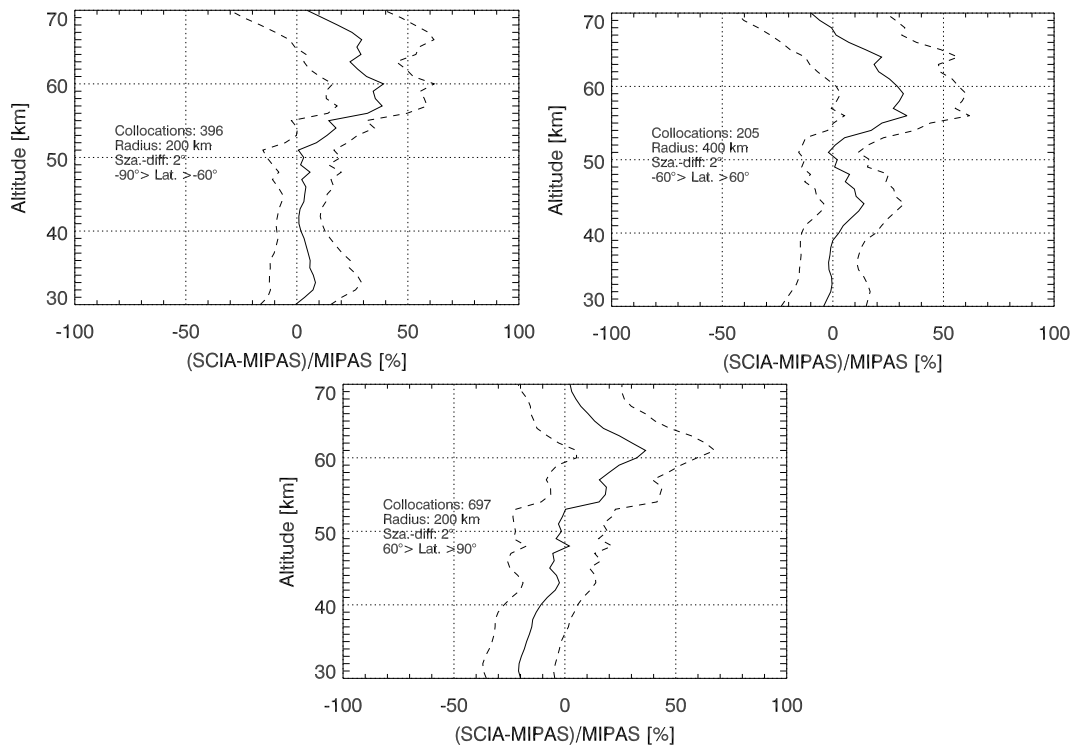 70
60
50
40
30
Altitude [km]
Collocations: 396
Radius: 200 km
Sza.-diff: 2°
-90°> Lat. >-60°
-100 -50 0 50 100
(SCIA-MIPAS)/MIPAS [%]
70
60
50
40
30
Altitude [km]
Collocations: 205
Radius: 400 km
Sza.-diff: 2°
-60°> Lat. >60°
-100 -50 0 50 100
(SCIA-MIPAS)/MIPAS [%]
70
60
50
40
30
Altitude [km]
Collocations: 697
Radius: 200 km
Sza.-diff: 2°
60°> Lat. >90°
-100 -50 0 50 100
(SCIA-MIPAS)/MIPAS [%]